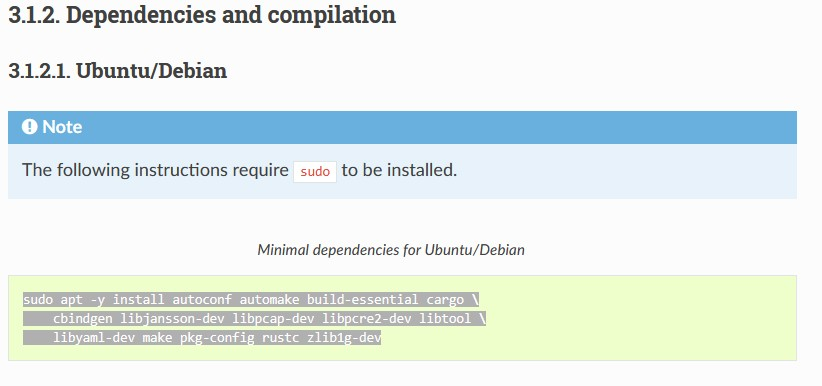 3.1.2. Dependencies and compilation
3.1.2.1. Ubuntu/Debian
Note
The following instructions require sudo to be installed.
Minimal dependencies for Ubuntu/Debian
sudo apt -y install autoconf automake build-essential cargo \
cbindgen libjansson-dev libpcap-dev libpcre2-dev libtool \
libyaml-dev make pkg-config rustc zlib1g-dev